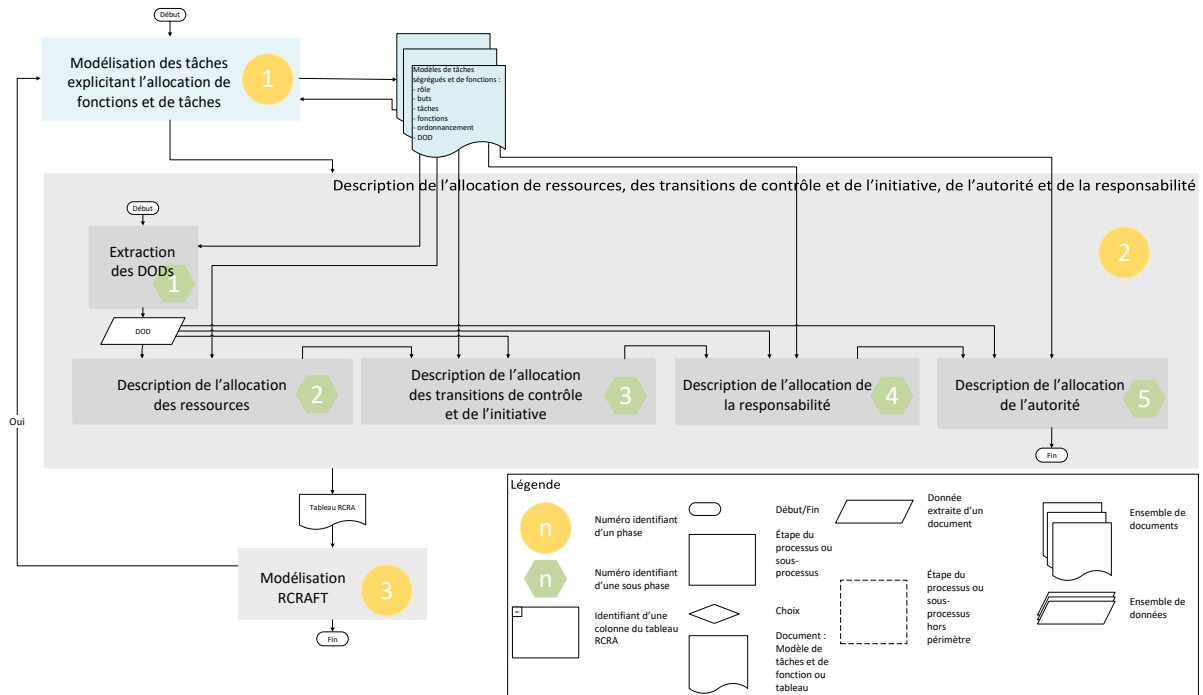 Début
Modélisation des tâches
explicitant l'allocation de
fonctions et de tâches
1
Modèles de tâches
ségrégués et de fonctions :
- rôle
- buts
- tâches
- fonctions
- ordonnancement
- DOD
Description de l'allocation de ressources, des transitions de contrôle et de l'initiative, de l'autorité et de la responsabilité
2
Début
Extraction
des DODs
1
DOD
Description de l'allocation
des ressources
2
Description de l'allocation
des transitions de contrôle
et de l'initiative
3
Description de l'allocation de
la responsabilité
4
Description de l'allocation
de l'autorité
5
Oui
Fin
Tableau RCRA
Modélisation
RCRAFT
3
Fin
Légende
n
Numéro identifiant
d'un phase
n
Numéro identifiant
d'une sous phase
Identifiant d'une
colonne du tableau
RCRA
Début/Fin
Étape du
processus ou
sous-
processus
Choix
Document :
Modèle de
tâches et de
fonction ou
tableau
Donnée
extraite d'un
document
Étape du
processus ou
sous-
processus
hors
périmètre
Ensemble de
documents
Ensemble de
données